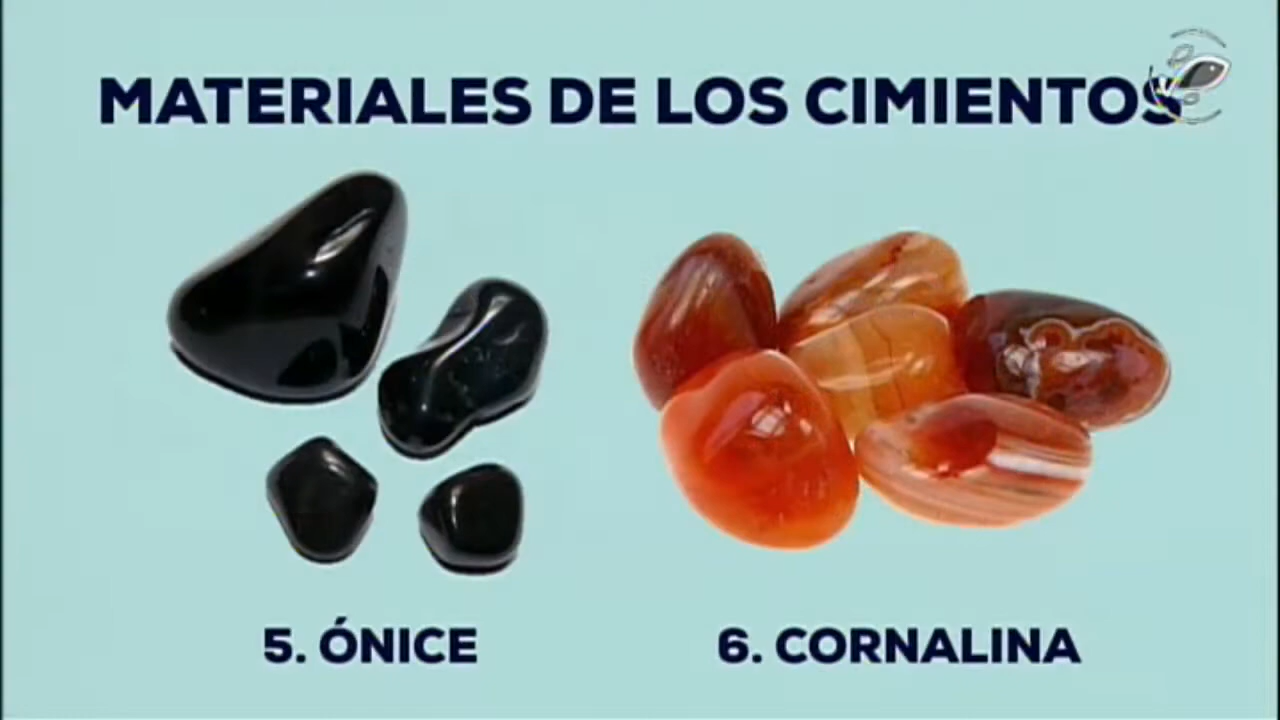 MATERIALES DE LOS CIMIENTOS
5. ÓNICE
6. CORNALINA